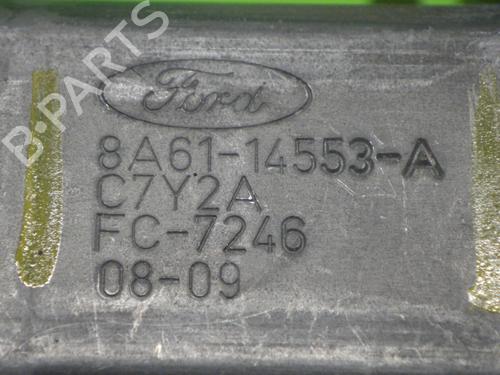 B-PARTS
Ford
8A61-14553-A
C7Y2A
FC-7246
08-09